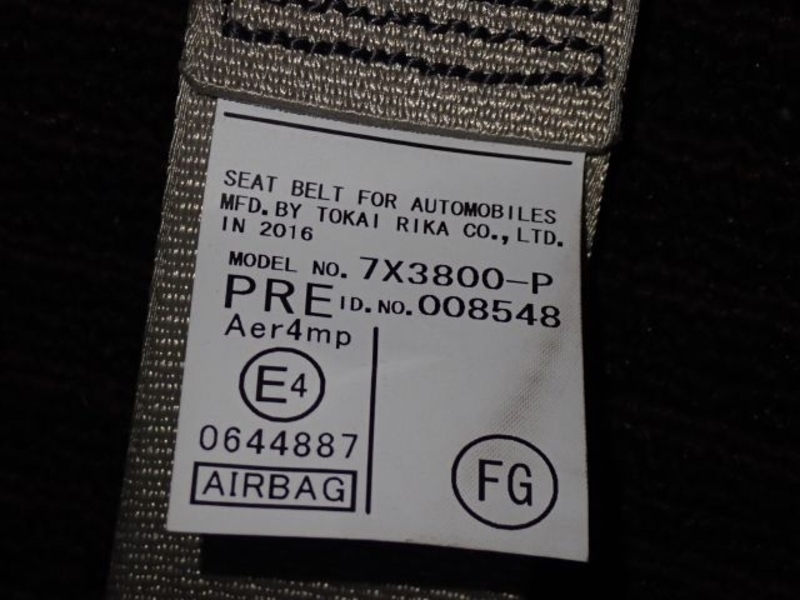 SEAT BELT FOR AUTOMOBILES
MFD. BY TOKAI RIKA CO., LTD.
IN 2016
MODEL NO. 7X3800-P
PRE I D. NO. 008548
Aer4mp
E4
0644887
AIRBAG
FG